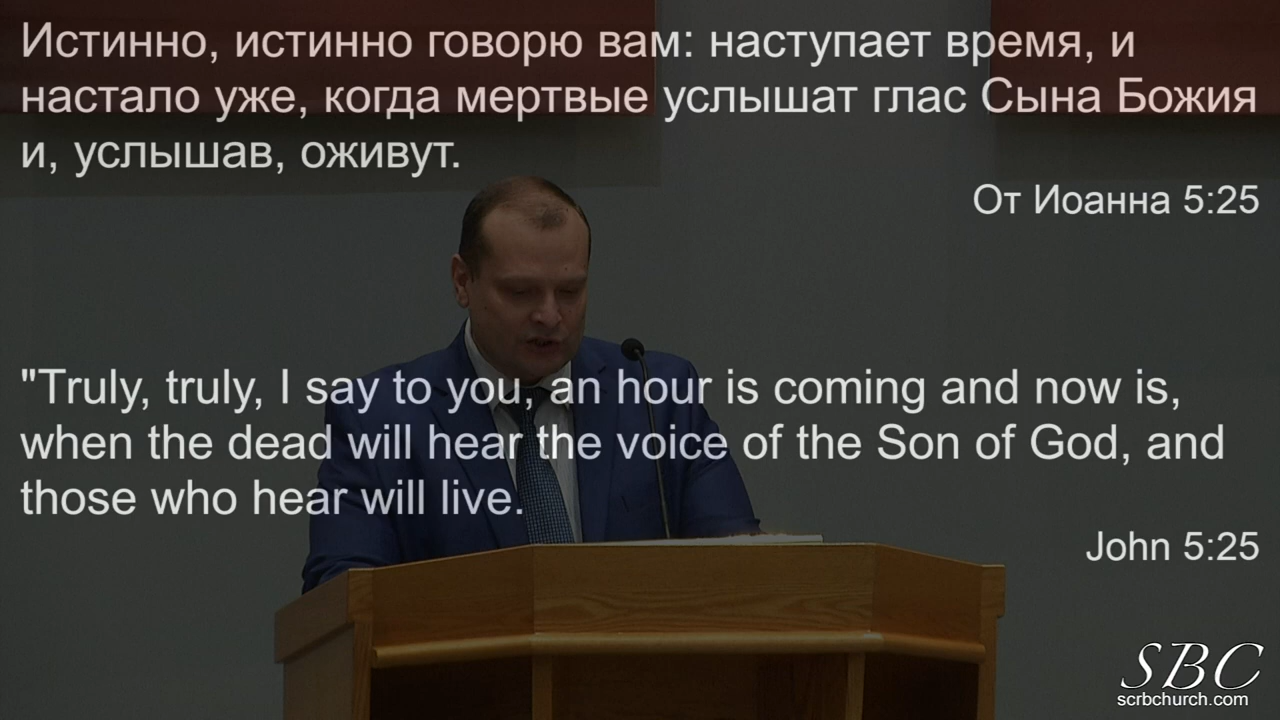 Истинно, истинно говорю вам: наступает время, и
настало уже, когда мертвые услышат глас Сына Божия
и, услышав, оживут.
От Иоанна 5:25
"Truly, truly, I say to you, an hour is coming and now is,
when the dead will hear the voice of the Son of God, and
those who hear will live.
John 5:25
SBC
scrbchurch.com